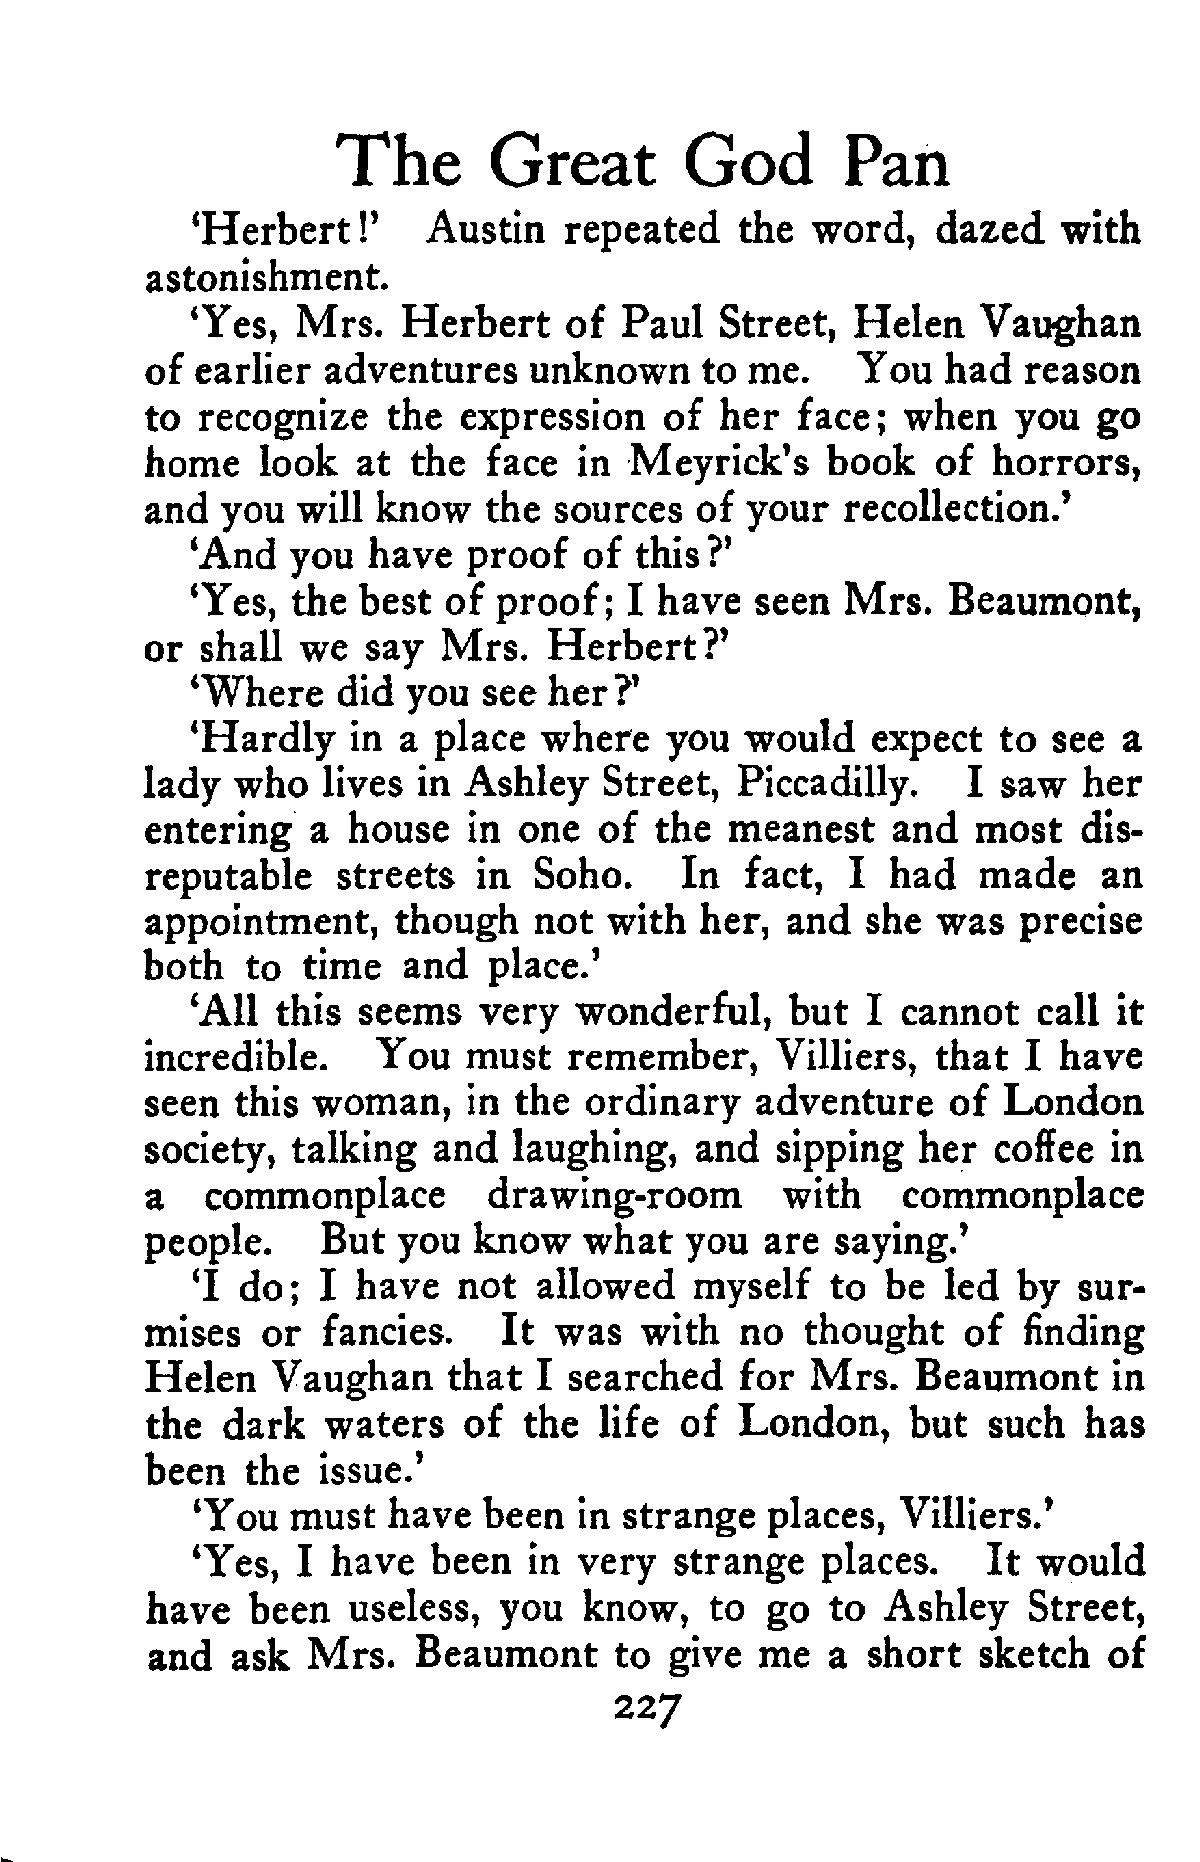 The Great God Pan
‘Herbert!’ Austin repeated the word, dazed with
astonishment.
‘Yes, Mrs. Herbert of Paul Street, Helen Vaughan
of earlier adventures unknown to me. You had reason
to recognize the expression of her face; when you go
home look at the face in Meyrick’s book of horrors,
and you will know the sources of your recollection.’
‘And you have proof of this?’
‘Yes, the best of proof; I have seen Mrs. Beaumont,
or shall we say Mrs. Herbert?’
‘Where did you see her?’
‘Hardly in a place where you would expect to see a
lady who lives in Ashley Street, Piccadilly. I saw her
entering a house in one of the meanest and most dis-
reputable streets in Soho. In fact, I had made an
appointment, though not with her, and she was precise
both to time and place.’
‘All this seems very wonderful, but I cannot call it
incredible. You must remember, Villiers, that I have
seen this woman, in the ordinary adventure of London
society, talking and laughing, and sipping her coffee in
a commonplace drawing-room with commonplace
people. But you know what you are saying.’
‘I do; I have not allowed myself to be led by sur-
mises or fancies. It was with no thought of finding
Helen Vaughan that I searched for Mrs. Beaumont in
the dark waters of the life of London, but such has
been the issue.’
‘You must have been in strange places, Villiers.’
‘Yes, I have been in very strange places. It would
have been useless, you know, to go to Ashley Street,
and ask Mrs. Beaumont to give me a short sketch of
227